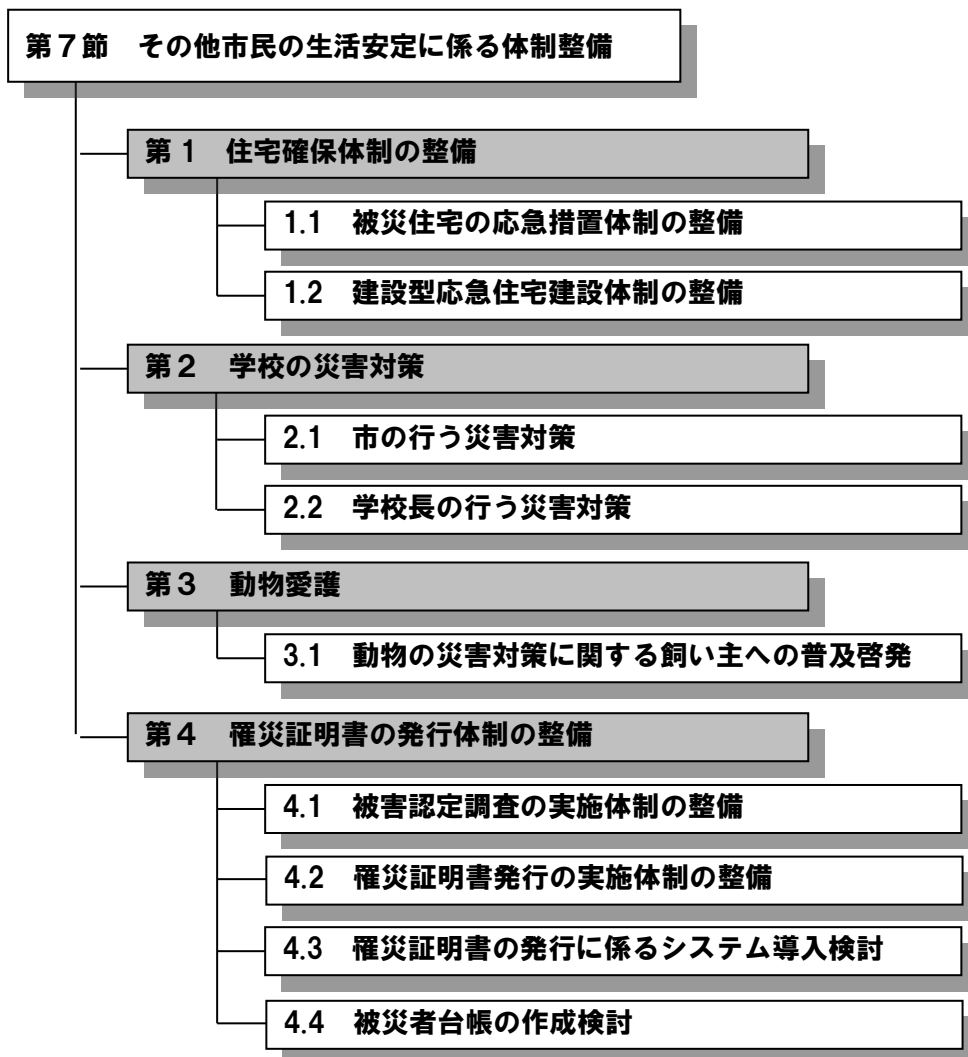 第７節　その他市民の生活安定に係る体制整備
第１　住宅確保体制の整備
1.1　被災住宅の応急措置体制の整備
1.2　建設型応急住宅建設体制の整備
第２　学校の災害対策
2.1　市の行う災害対策
2.2　学校長の行う災害対策
第３　動物愛護
3.1　動物の災害対策に関する飼い主への普及啓発
第４　罹災証明書の発行体制の整備
4.1　被害認定調査の実施体制の整備
4.2　罹災証明書発行の実施体制の整備
4.3　罹災証明書の発行に係るシステム導入検討
4.4　被災者台帳の作成検討